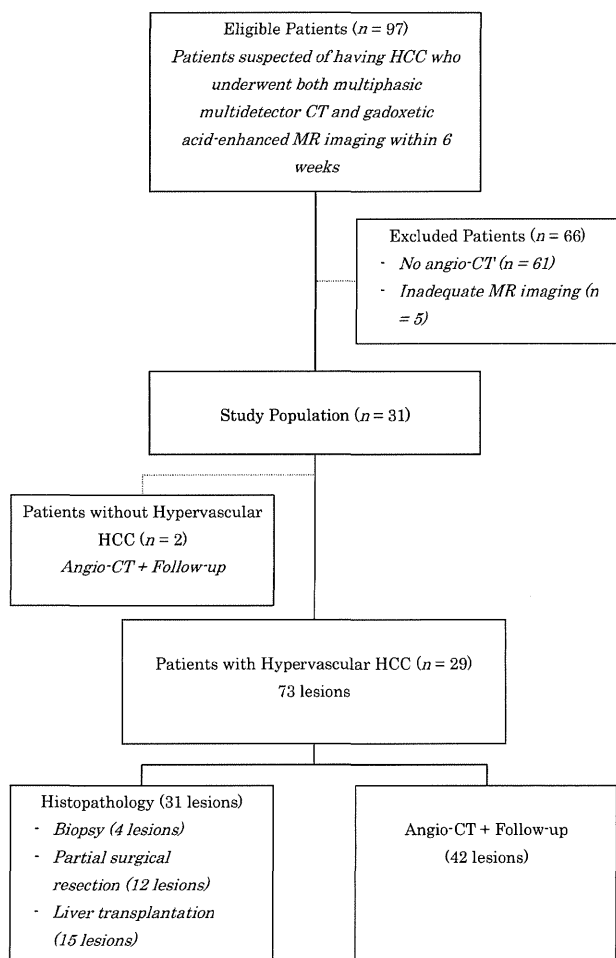 Eligible Patients (n = 97)
Patients suspected of having HCC who
underwent both multiphasic
multidetector CT and gadoxetic
acid-enhanced MR imaging within 6
weeks
Excluded Patients (n = 66)
- No angio-CT (n = 61)
- Inadequate MR imaging (n
= 5)
Study Population (n = 31)
Patients without Hypervascular
HCC (n = 2)
Angio-CT + Follow-up
Patients with Hypervascular HCC (n = 29)
73 lesions
Histopathology (31 lesions)
- Biopsy (4 lesions)
- Partial surgical
resection (12 lesions)
- Liver transplantation
(15 lesions)
Angio-CT + Follow-up
(42 lesions)